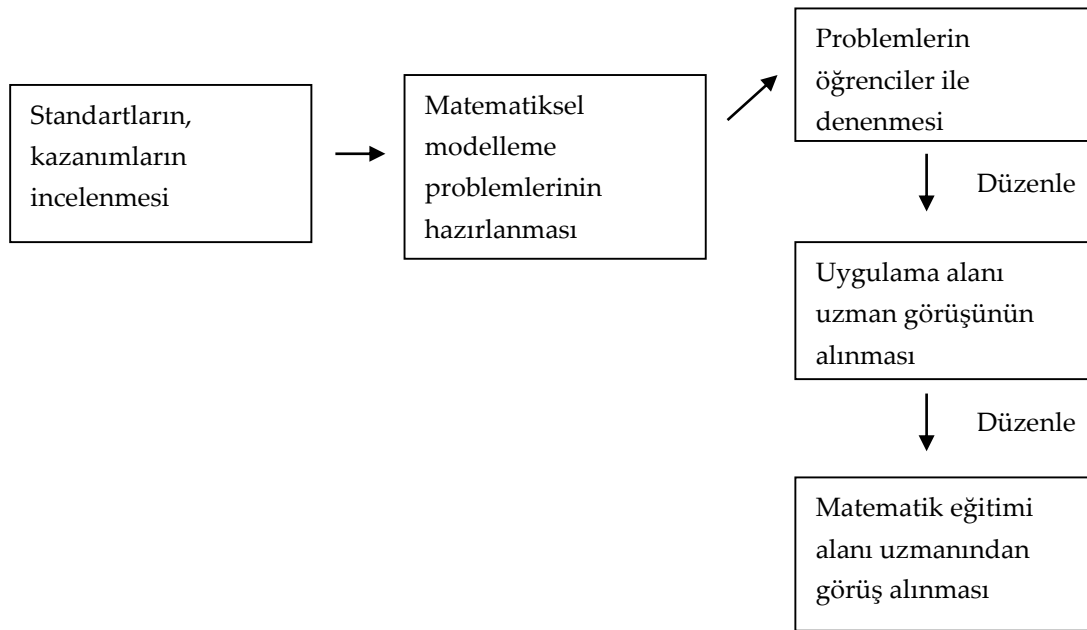 Standartların,
kazanımların
incelenmesi
Matematiksel
modelleme
problemlerinin
hazırlanması
Problemlerin
öğrenciler ile
denenmesi
Düzenle
Uygulama alanı
uzman görüşünün
alınması
Düzenle
Matematik eğitimi
alanı uzmanından
görüş alınması